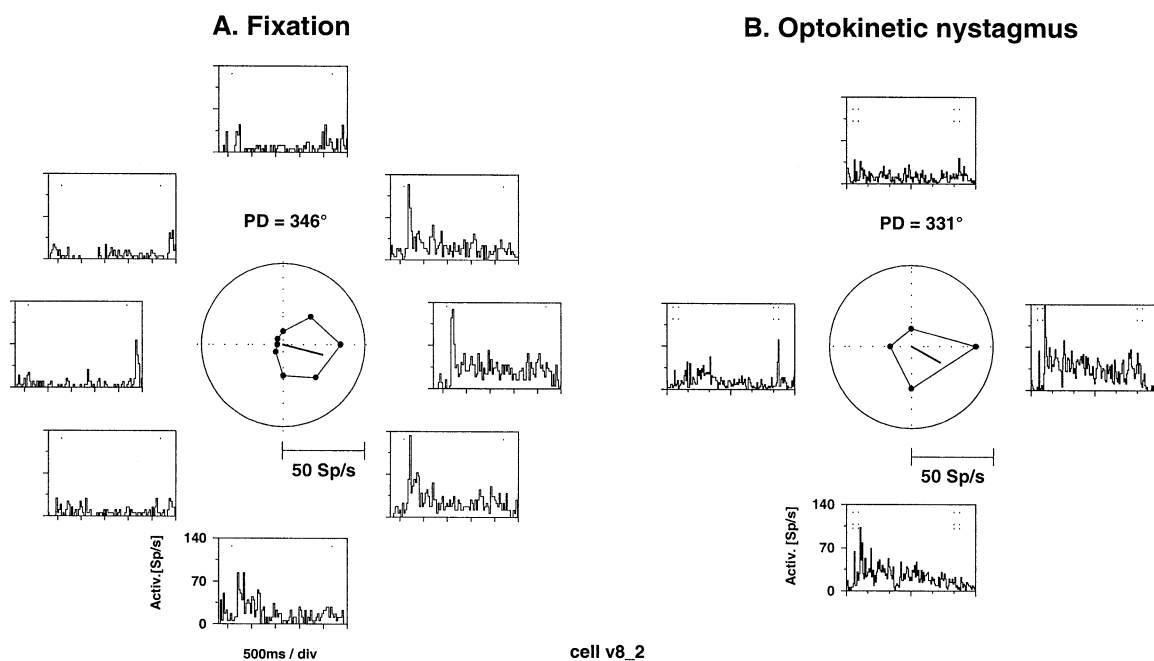 A. Fixation
B. Optokinetic nystagmus
PD = 346°
PD = 331°
50 Sp/s
50 Sp/s
140
70
0
Activ.[Sp/s]
500ms / div
140
70
0
Activ. [Sp/s]
cell v8_2